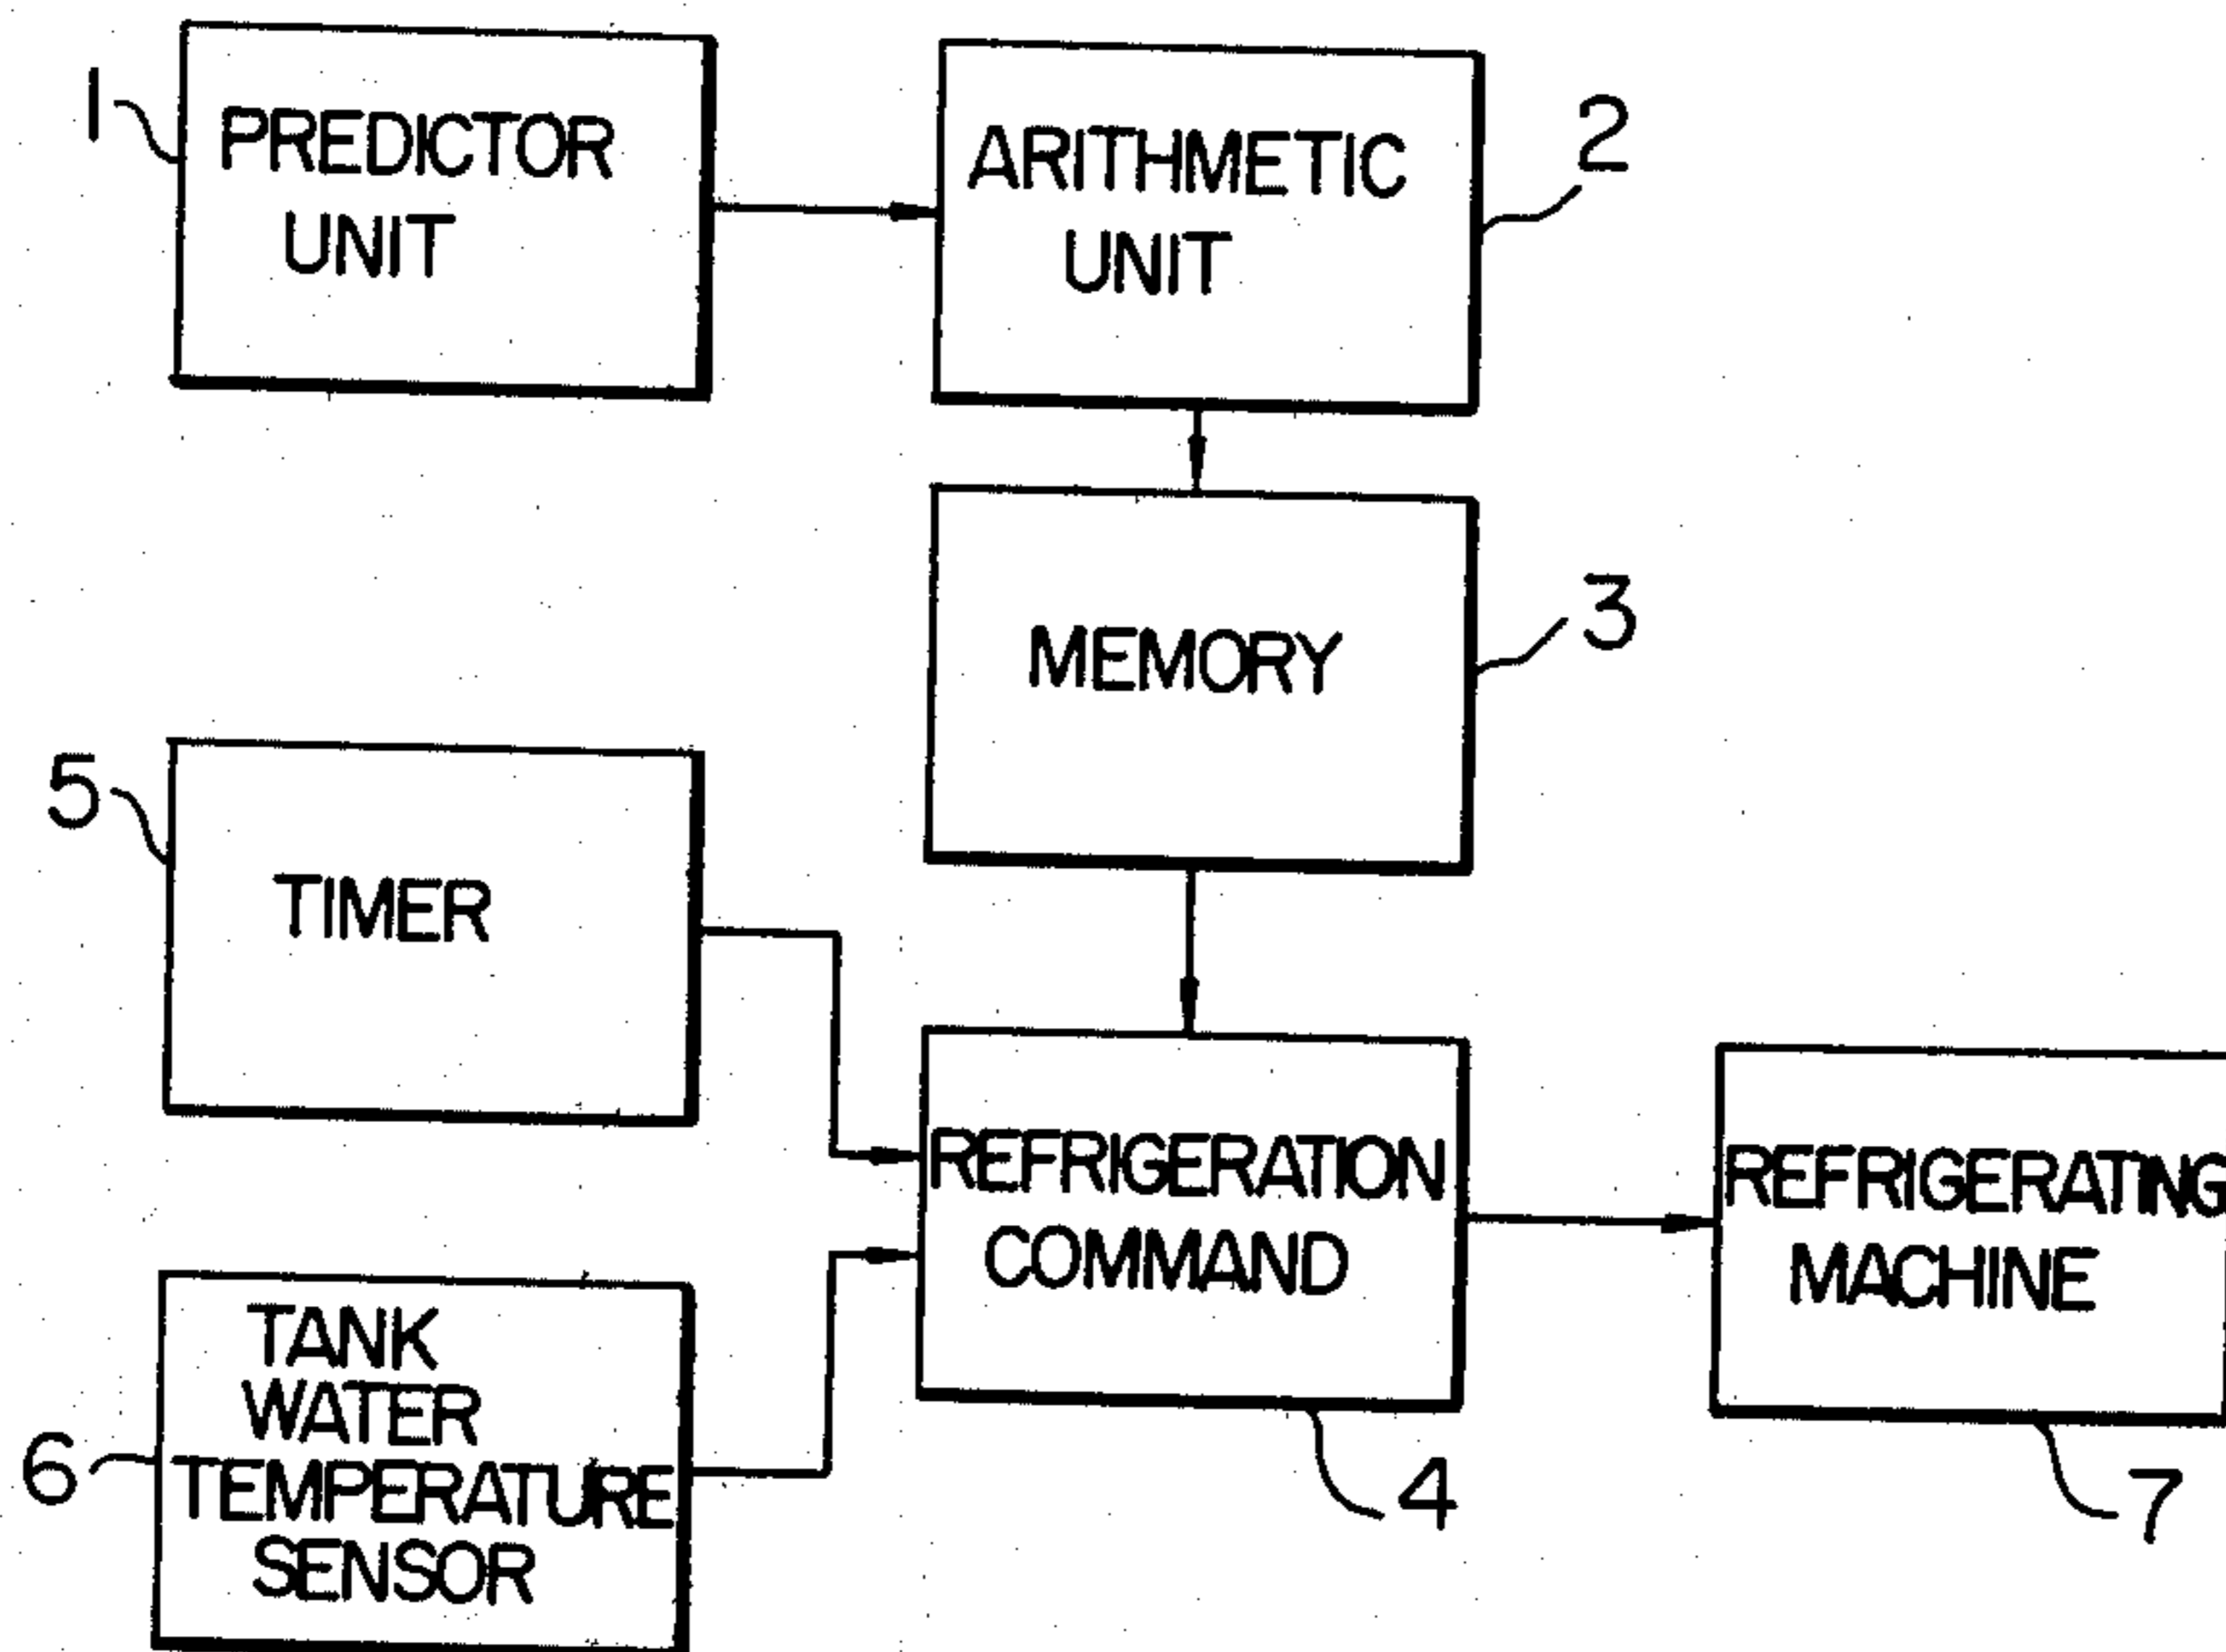 1
PREDICTOR
UNIT
ARITHMETIC
UNIT
2
MEMORY
3
5
TIMER
REFRIGERATION
COMMAND
4
REFRIGERATING
MACHINE
7
6
TANK
WATER
TEMPERATURE
SENSOR